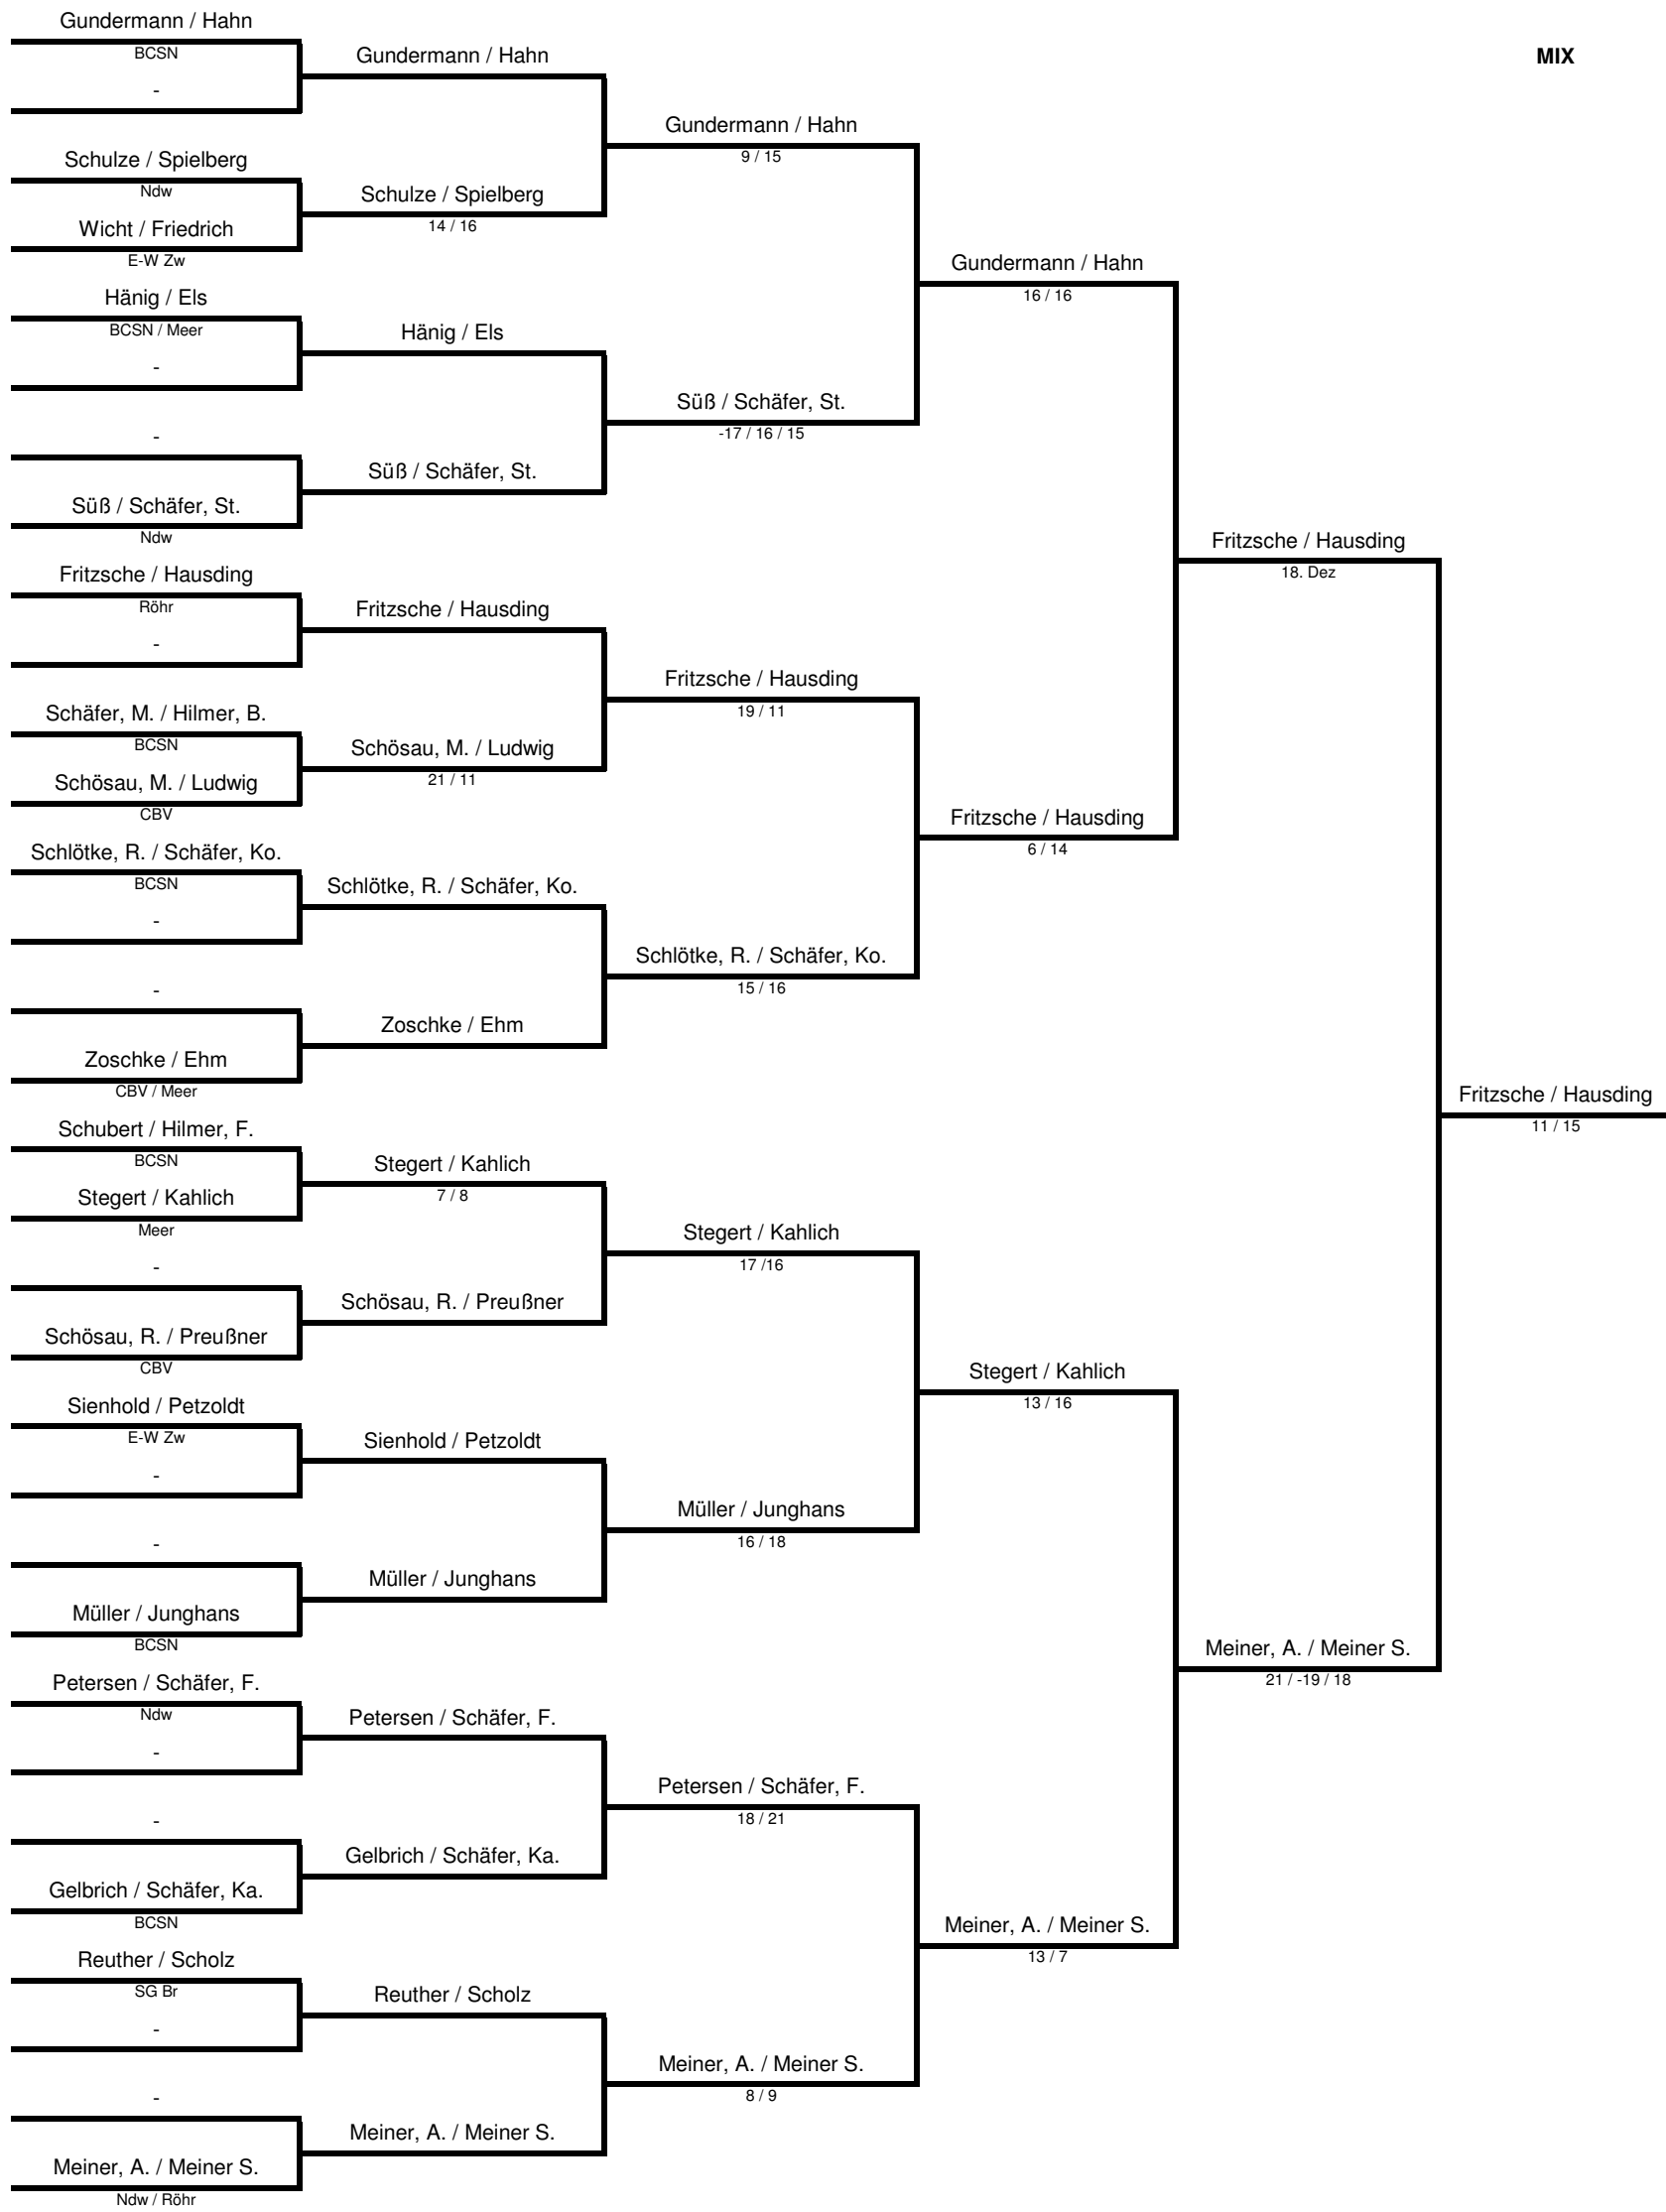 MIX
Gundermann / Hahn
BCSN
-
Schulze / Spielberg
Ndw
Wicht / Friedrich
E-W Zw
Hänig / Els
BCSN / Meer
-
-
Süß / Schäfer, St.
Ndw
Fritzsche / Hausding
Röhr
-
Schäfer, M. / Hilmer, B.
BCSN
Schösau, M. / Ludwig
CBV
Schlötke, R. / Schäfer, Ko.
BCSN
-
-
Zoschke / Ehm
CBV / Meer
Schubert / Hilmer, F.
BCSN
Stegert / Kahlich
Meer
-
Schösau, R. / Preußner
CBV
Sienhold / Petzoldt
E-W Zw
-
-
Müller / Junghans
BCSN
Petersen / Schäfer, F.
Ndw
-
-
Gelbrich / Schäfer, Ka.
BCSN
Reuther / Scholz
SG Br
-
-
Meiner, A. / Meiner S.
Ndw / Röhr
Gundermann / Hahn
Schulze / Spielberg
14 / 16
Hänig / Els
Süß / Schäfer, St.
Fritzsche / Hausding
Schösau, M. / Ludwig
21 / 11
Schlötke, R. / Schäfer, Ko.
Zoschke / Ehm
Stegert / Kahlich
7 / 8
Schösau, R. / Preußner
Sienhold / Petzoldt
Müller / Junghans
Petersen / Schäfer, F.
Gelbrich / Schäfer, Ka.
Reuther / Scholz
Meiner, A. / Meiner S.
Gundermann / Hahn
9 / 15
Süß / Schäfer, St.
-17 / 16 / 15
Fritzsche / Hausding
19 / 11
Schlötke, R. / Schäfer, Ko.
15 / 16
Stegert / Kahlich
17 /16
Müller / Junghans
16 / 18
Petersen / Schäfer, F.
18 / 21
Meiner, A. / Meiner S.
8 / 9
Gundermann / Hahn
16 / 16
Fritzsche / Hausding
6 / 14
Stegert / Kahlich
13 / 16
Meiner, A. / Meiner S.
13 / 7
Fritzsche / Hausding
18. Dez
Meiner, A. / Meiner S.
21 / -19 / 18
Fritzsche / Hausding
11 / 15